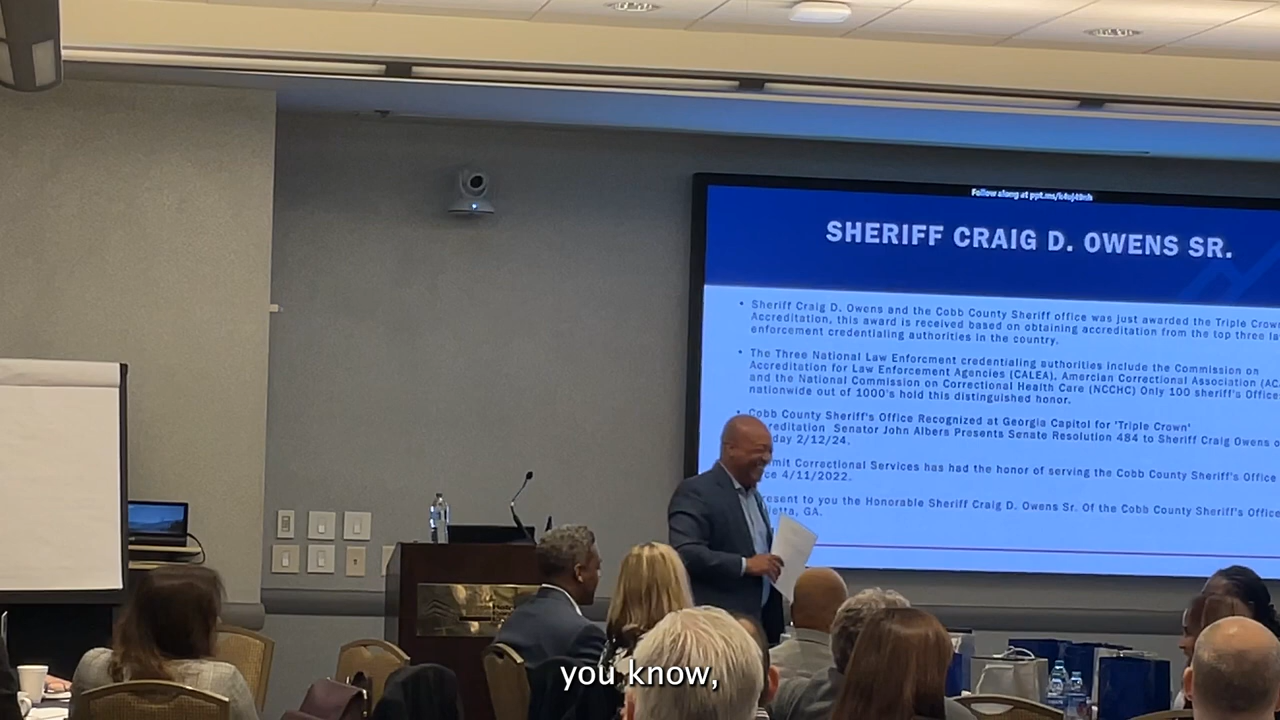 Follow along at
SHERIFF CRAIG D. OWENS SR.
• Sheriff Craig D. Owens and the Cobb County Sheriff office was just awarded the Triple Crown
Accreditation, this award is received based on obtaining accreditation from the top three
enforcement credentialing authorities in the country.
• The Three National Law Enforcment credentialing authorities include the Commission on
Accreditation for Law Enforcement Agencies (CALEA), Amercian Correctional Association
and the National Commission on Correctional Health Care (NCCHC) Only 100 sheriff's Offices
nationwide out of 1000's hold this distinguished honor.
• Cobb County Sheriff's Office Recognized at Georgia Capitol for 'Triple Crown'
Senator John Albers Presents Senate Resolution 484 to Sheriff Craig Owens
2/12/24.
Correctional Services has had the honor of serving the Cobb County Sheriff's Office
4/11/2022.
to you the Honorable Sheriff Craig D. Owens Sr. Of the Cobb County Sheriff's Office
GA.
you know,